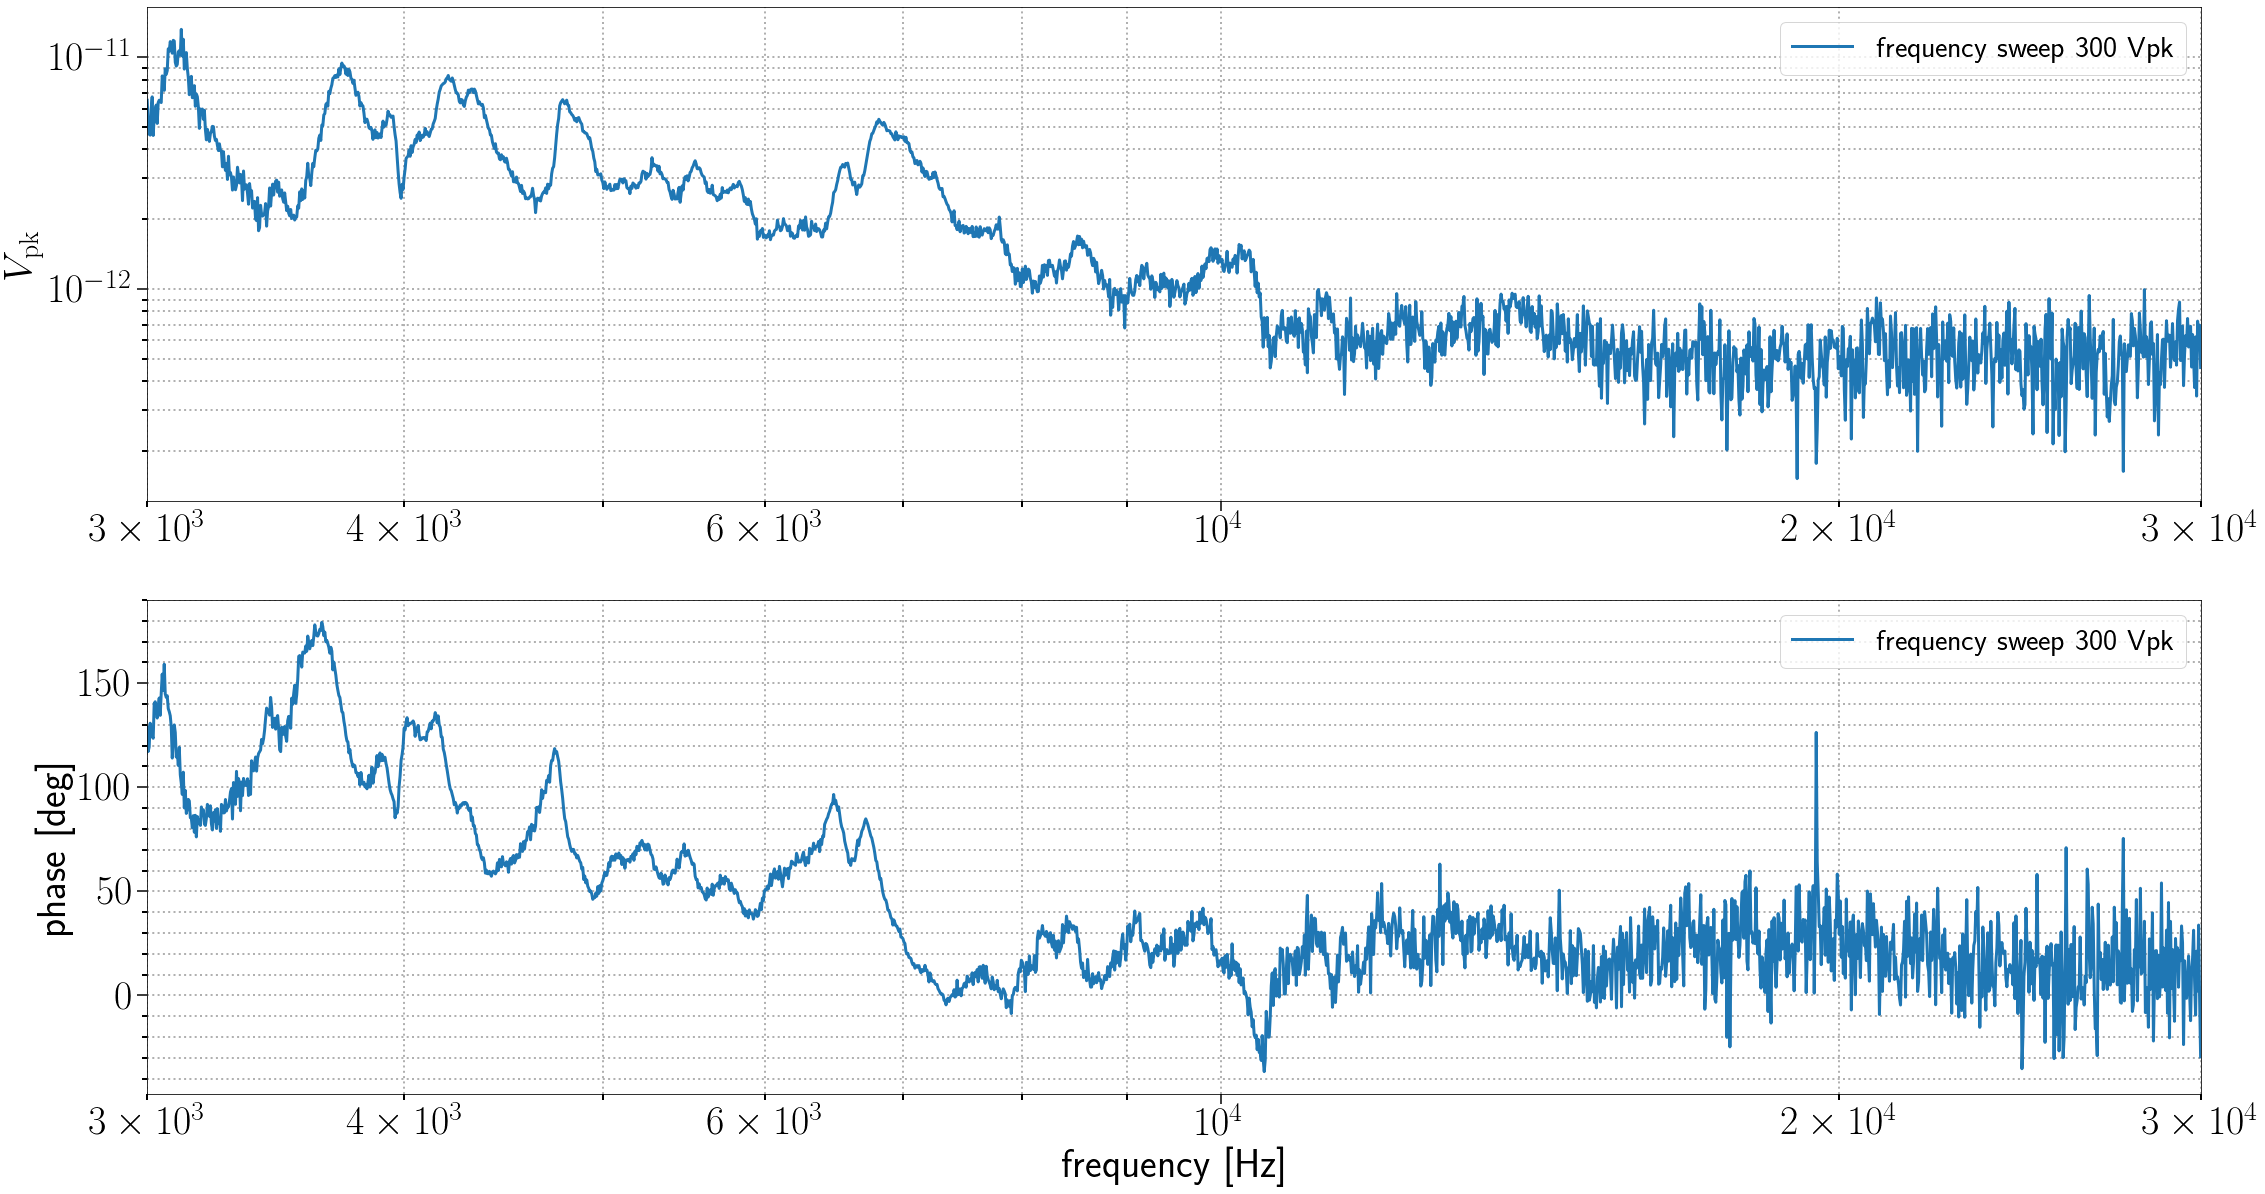 10⁻¹¹
10⁻¹²
V_pk
frequency sweep 300 Vpk
3 × 10³ 4 × 10³ 6 × 10³ 10⁴ 2 × 10⁴ 3 × 10⁴
150
100
50
0
phase [deg]
frequency sweep 300 Vpk
3 × 10³ 4 × 10³ 6 × 10³ 10⁴ 2 × 10⁴ 3 × 10⁴
frequency [Hz]